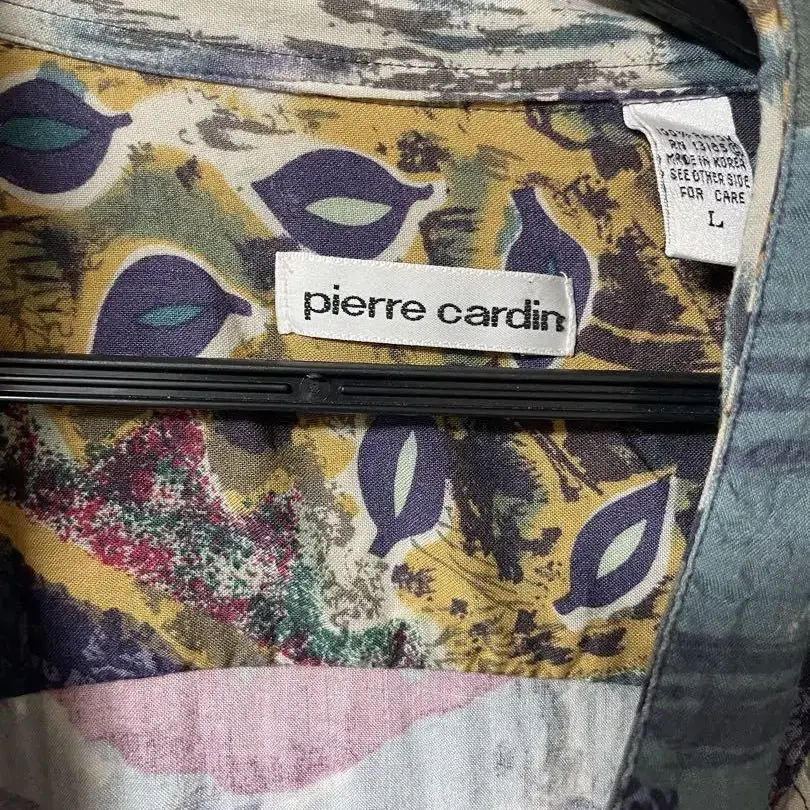 pierre cardin
MADE IN KOREA
SEE OTHER SIDE
FOR CARE
L